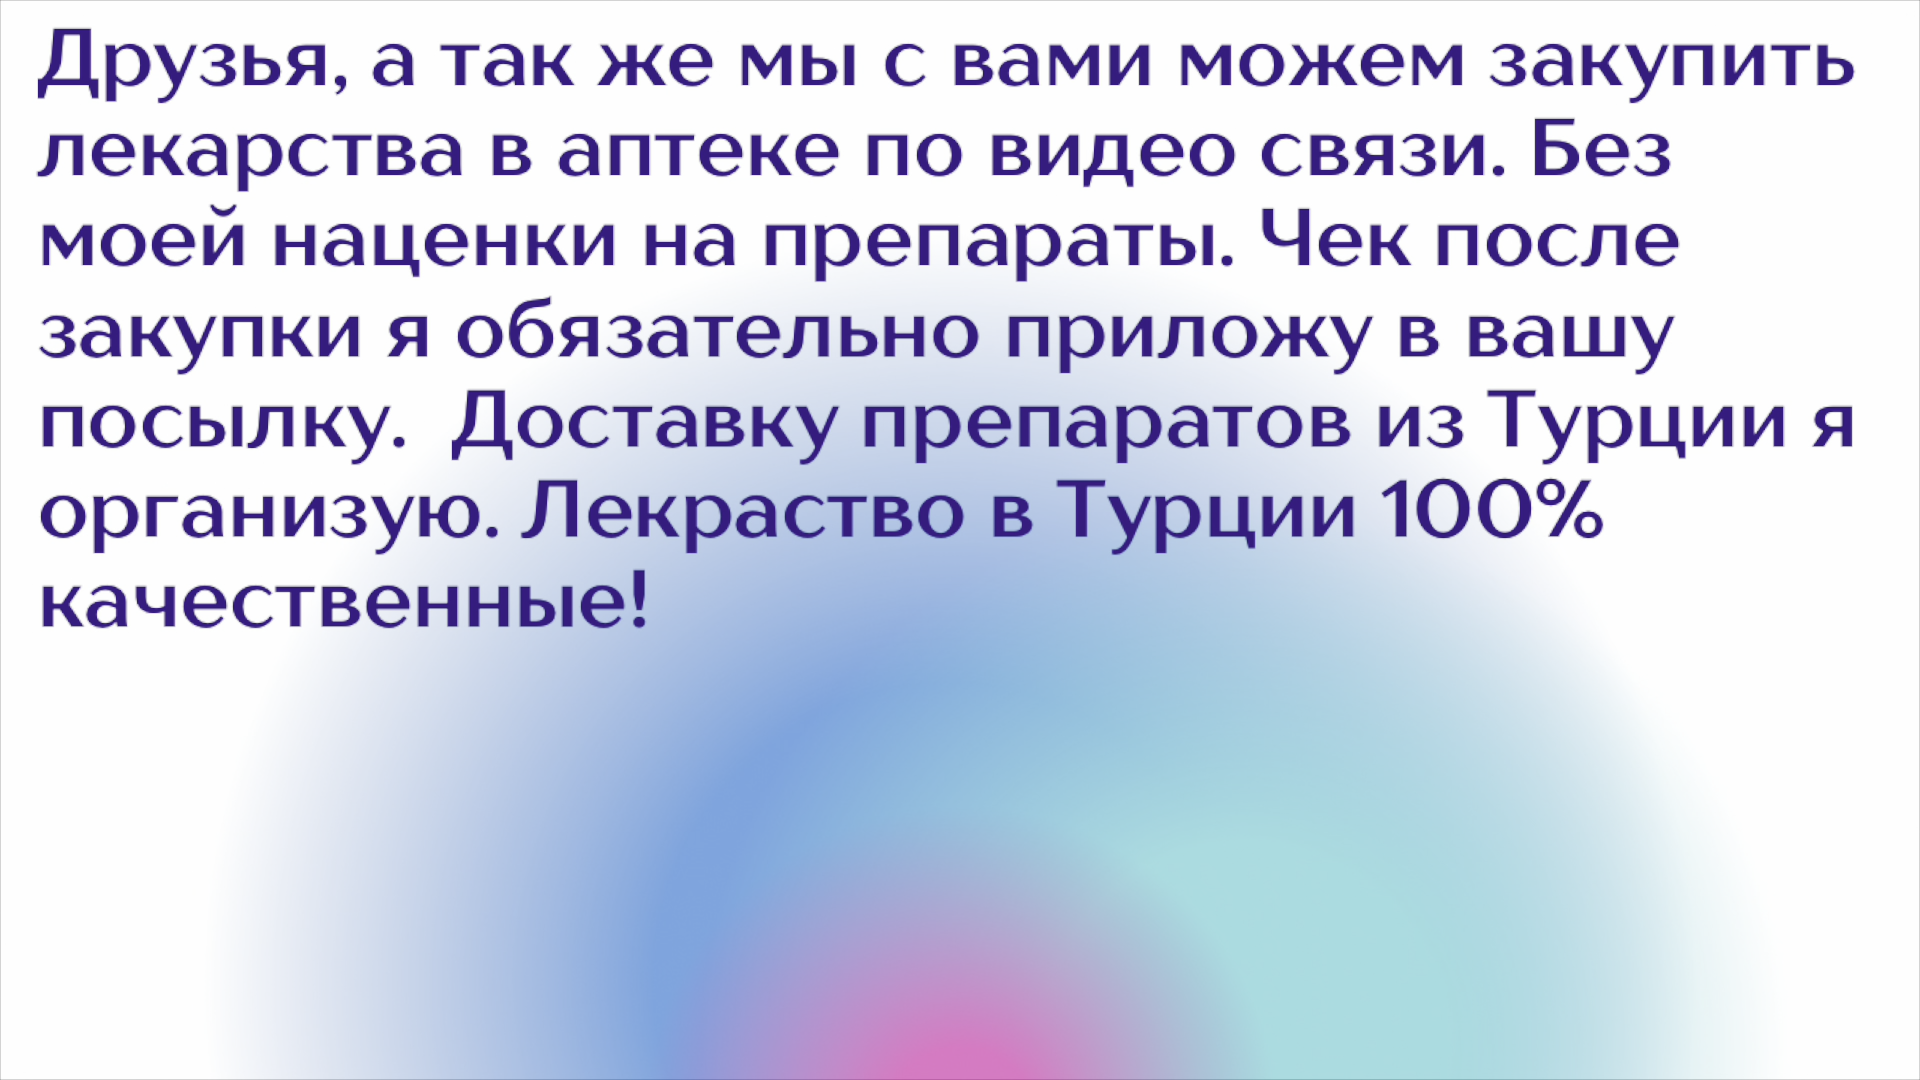 Друзья, а так же мы с вами можем закупить
лекарства в аптеке по видео связи. Без
моей наценки на препараты. Чек после
закупки я обязательно приложу в вашу
посылку.  Доставку препаратов из Турции я
организую. Лекраство в Турции 100%
качественные!